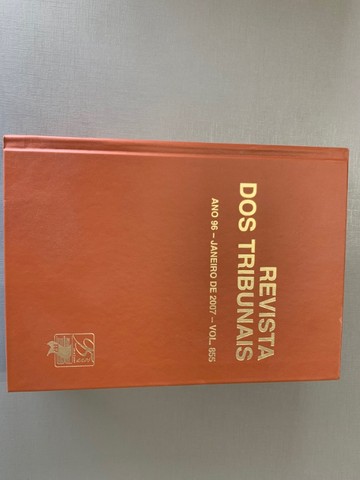 REVISTA
DOS TRIBUNAIS
ANO 96 - JANEIRO DE 2007 - VOL. 855